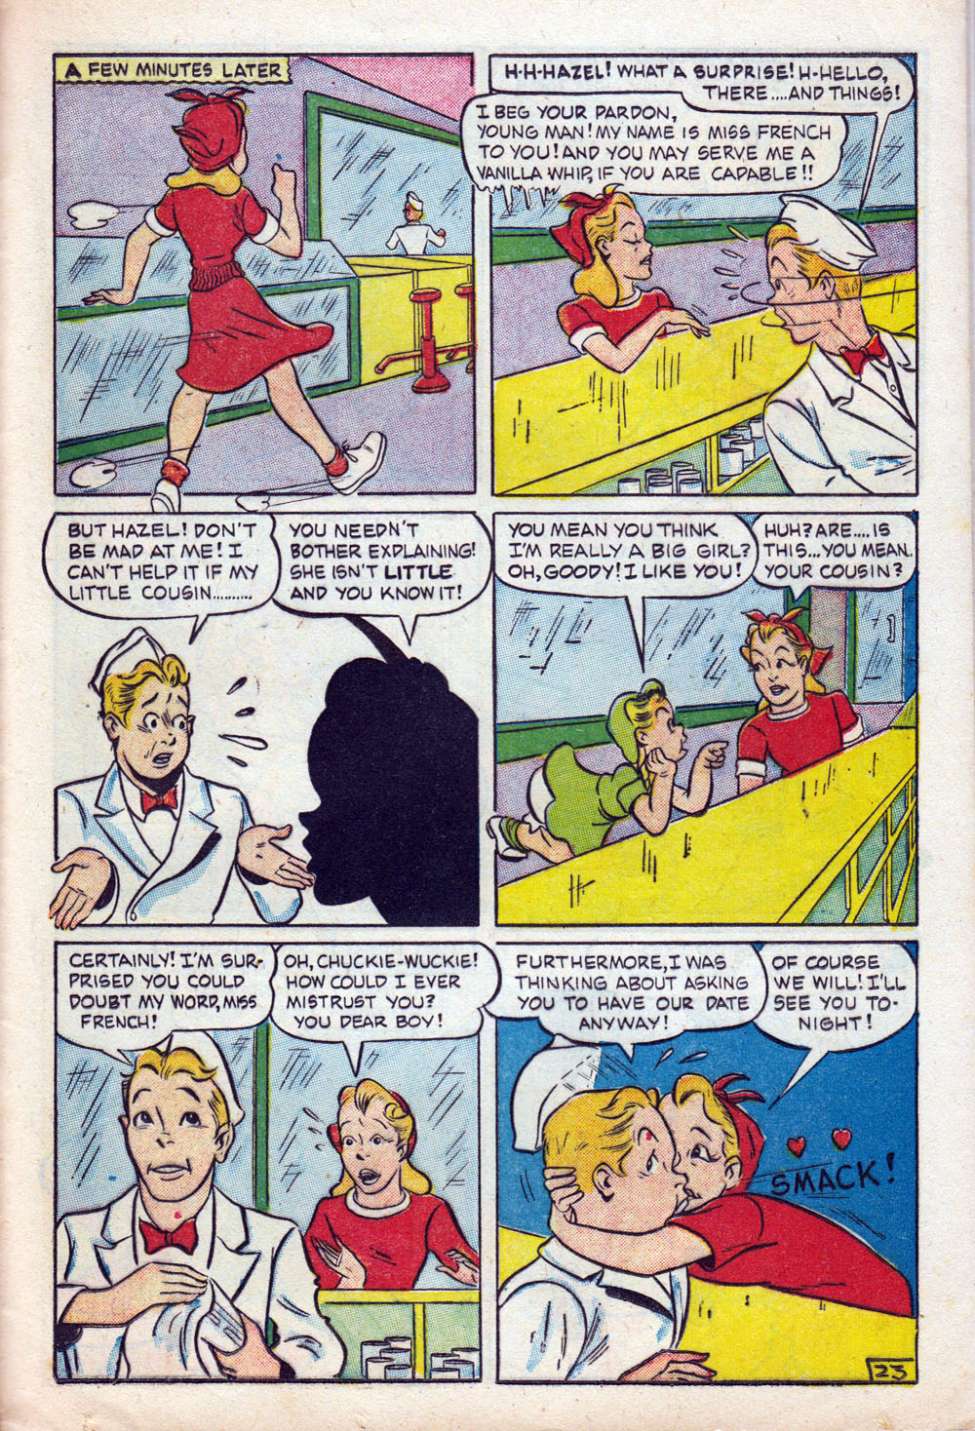 A FEW MINUTES LATER
H-H-HAZEL! WHAT A SURPRISE! H-HELLO,
THERE....AND THINGS!
I BEG YOUR PARDON,
YOUNG MAN! MY NAME IS MISS FRENCH
TO YOU! AND YOU MAY SERVE ME A
VANILLA WHIP, IF YOU ARE CAPABLE!!
BUT HAZEL! DON'T
BE MAD AT ME! I
CAN'T HELP IT IF MY
LITTLE COUSIN..........
YOU NEEDN'T
BOTHER EXPLAINING!
SHE ISN'T LITTLE
AND YOU KNOW IT!
YOU MEAN YOU THINK
I'M REALLY A BIG GIRL?
OH, GOODY! I LIKE YOU!
HUH? ARE....IS
THIS...YOU MEAN
YOUR COUSIN?
CERTAINLY! I'M SUR-
PRISED YOU COULD
DOUBT MY WORD, MISS
FRENCH!
OH, CHUCKIE-WUCKIE!
HOW COULD I EVER
MISTRUST YOU?
YOU DEAR BOY!
FURTHERMORE, I WAS
THINKING ABOUT ASKING
YOU TO HAVE OUR DATE
ANYWAY!
OF COURSE
WE WILL! I'LL
SEE YOU TO-
NIGHT!
SMACK!
23